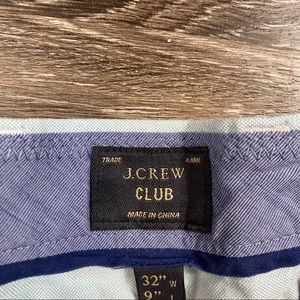 TRADE MARK
J.CREW
CLUB
MADE IN CHINA
32" W
9" L